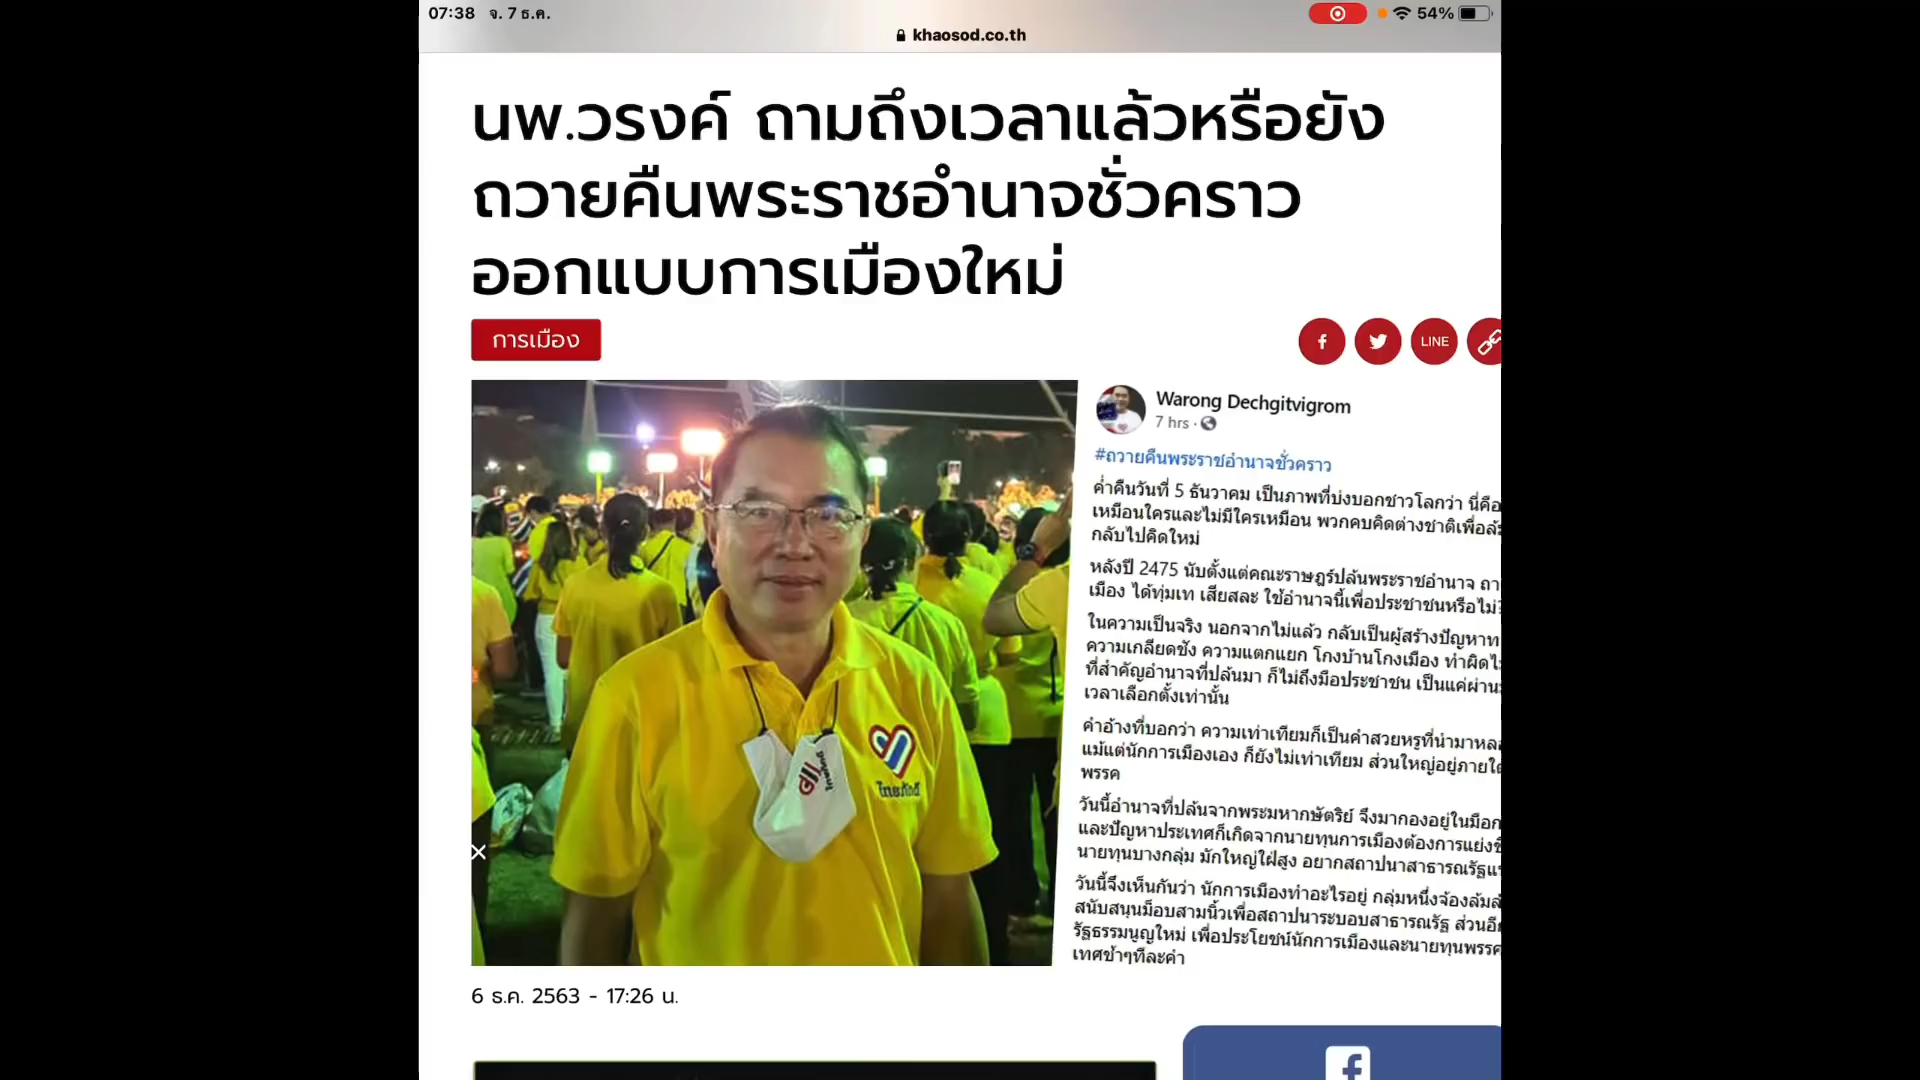 07:38 จ. 7 ธ.ค.
54%
khaosod.co.th
นพ.วรงค์ ถามถึงเวลาแล้วหรือยัง
ถวายคืนพระราชอำนาจชั่วคราว
ออกแบบการเมืองใหม่
การเมือง
LINE
Warong Dechgitvigrom
7 hrs ·
#ถวายคืนพระราชอำนาจชั่วคราว
ค่ำคืนวันที่ 5 ธันวาคม เป็นภาพที่บ่งบอกชาวโลกว่า นี่คือ
เหมือนใครและไม่มีใครเหมือน พวกคบคิดต่างชาติเพื่อล้ม
กลับไปคิดใหม่
หลังปี 2475 นับตั้งแต่คณะราษฎร์ปล้นพระราชอำนาจ
เมือง ได้ทุ่มเท เสียสละ ใช้อำนาจนี้เพื่อประชาชนหรือไม่
ในความเป็นจริง นอกจากไม่แล้ว กลับเป็นผู้สร้างปัญหา
ความเกลียดชัง ความแตกแยก โกงบ้านโกงเมือง ทำผิด
ที่สำคัญอำนาจที่ปล้นมา ก็ไม่ถึงมือประชาชน เป็นแค่ผ่าน
เวลาเลือกตั้งเท่านั้น
คำอ้างที่บอกว่า ความเท่าเทียมก็เป็นคำสวยหรูที่นำมา
แม้แต่นักการเมืองเอง ก็ยังไม่เท่าเทียม ส่วนใหญ่อยู่ภายใต้
พรรค
วันนี้อำนาจที่ปล้นจากพระมหากษัตริย์ จึงมากองอยู่ในมือ
และปัญหาประเทศก็เกิดจากนายทุนการเมืองต้องการแย่ง
นายทุนบางกลุ่ม มักใหญ่ใฝ่สูง อยากสถาปนาสาธารณรัฐ
วันนี้จึงเห็นกันว่า นักการเมืองทำอะไรอยู่ กลุ่มหนึ่งจ้องล้ม
สนับสนุนม็อบสามนิ้วเพื่อสถาปนาระบอบสาธารณรัฐ ส่วน
รัฐธรรมนูญใหม่ เพื่อประโยชน์นักการเมืองและนายทุนพรรค
เทศซ้ำๆทีละคำ
ไทยภักดี
6 ธ.ค. 2563 - 17:26 น.